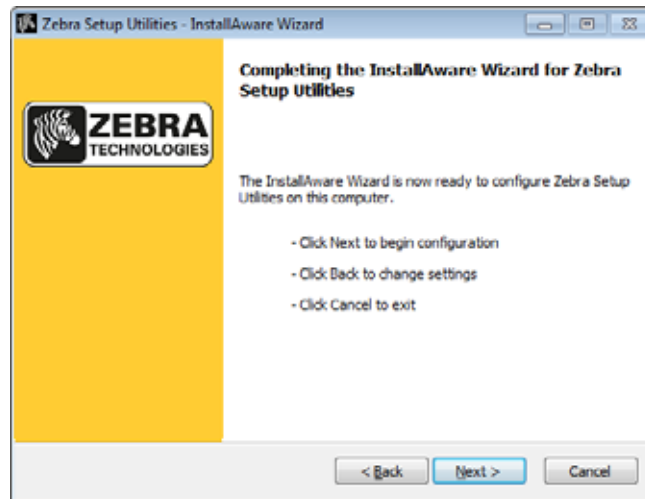 Zebra Setup Utilities - InstallAware Wizard
Completing the InstallAware Wizard for Zebra
Setup Utilities
ZEBRA
TECHNOLOGIES
The InstallAware Wizard is now ready to configure Zebra Setup
Utilities on this computer.
- Click Next to begin configuration
- Click Back to change settings
- Click Cancel to exit
< Back
Next >
Cancel